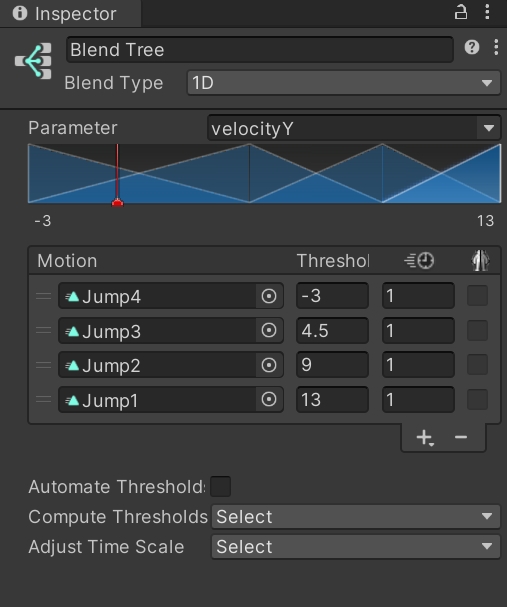 Inspector
Blend Tree
Blend Type 1D
Parameter velocityY
-3 13
Motion Threshol
Jump4 -3 1
Jump3 4.5 1
Jump2 9 1
Jump1 13 1
Automate Threshold
Compute Thresholds Select
Adjust Time Scale Select